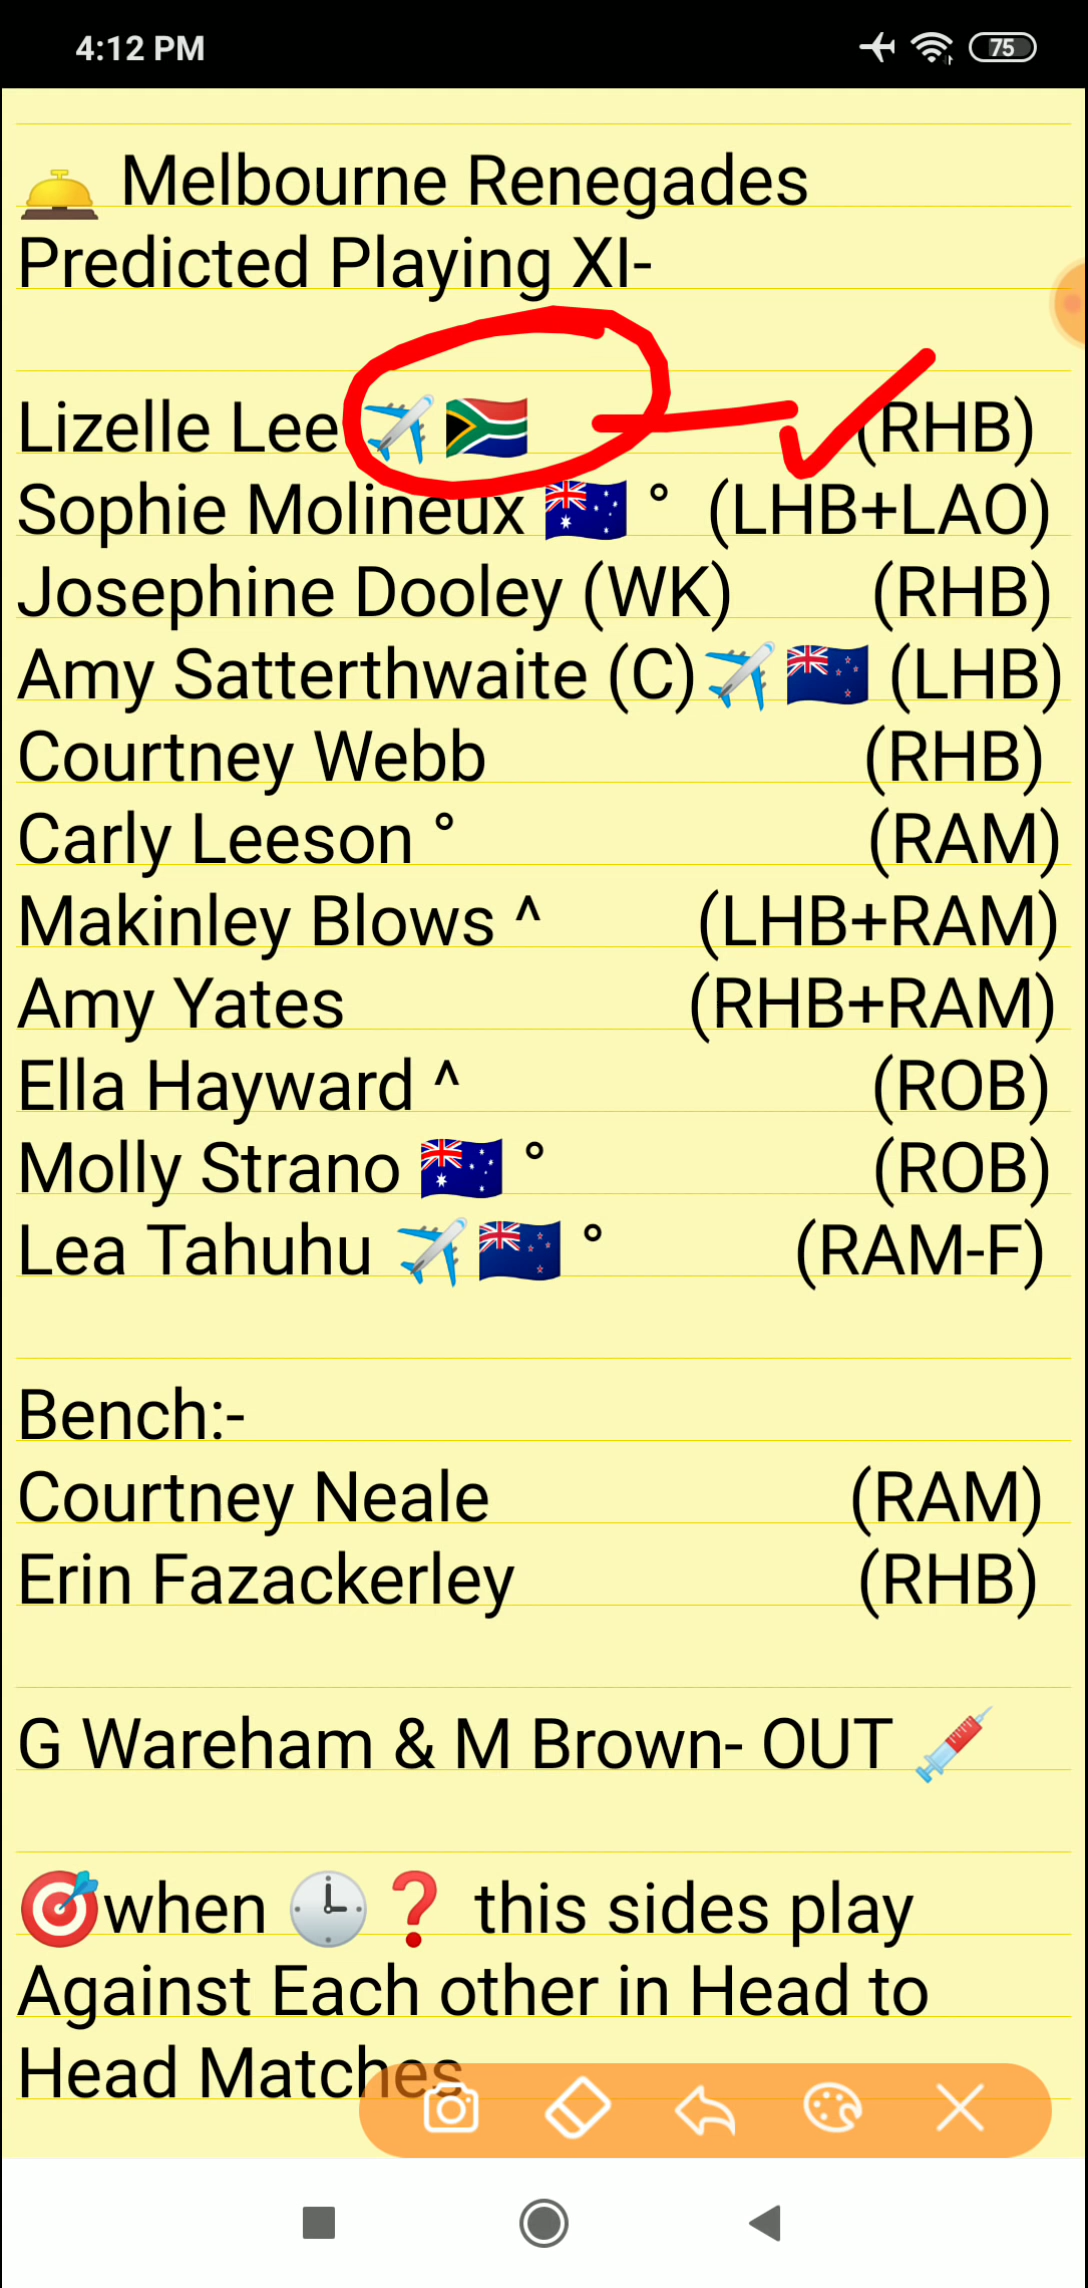 4:12 PM 75
🛎 Melbourne Renegades
Predicted Playing XI-
Lizelle Lee ✈️🇿🇦 (RHB)
Sophie Molineux 🇦🇺 ° (LHB+LAO)
Josephine Dooley (WK) (RHB)
Amy Satterthwaite (C)✈️🇳🇿 (LHB)
Courtney Webb (RHB)
Carly Leeson ° (RAM)
Makinley Blows ^ (LHB+RAM)
Amy Yates (RHB+RAM)
Ella Hayward ^ (ROB)
Molly Strano 🇦🇺 ° (ROB)
Lea Tahuhu ✈️🇳🇿 ° (RAM-F)
Bench:-
Courtney Neale (RAM)
Erin Fazackerley (RHB)
G Wareham & M Brown- OUT 💉
🎯when 🕒❓ this sides play
Against Each other in Head to
Head Matches